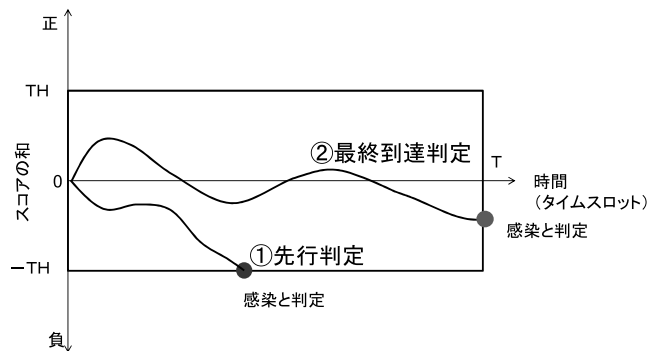 正
TH
②最終到達判定
T
スコアの和
0
時間
(タイムスロット)
感染と判定
①先行判定
−TH
感染と判定
負